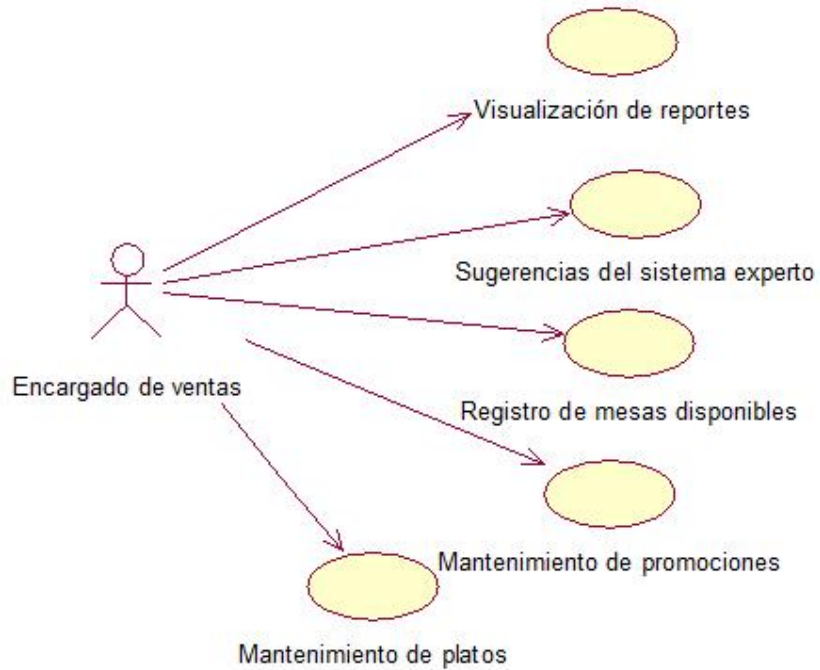 Visualización de reportes
Sugerencias del sistema experto
Encargado de ventas
Registro de mesas disponibles
Mantenimiento de promociones
Mantenimiento de platos